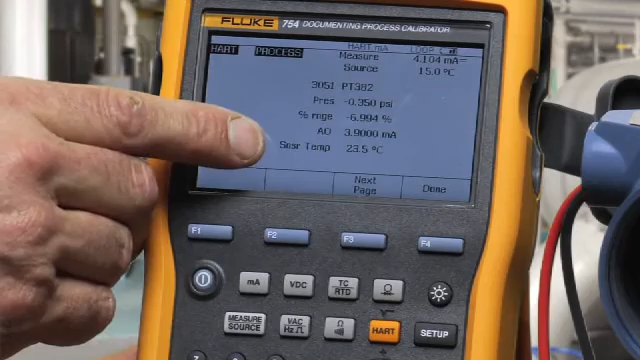 FLUKE 754 DOCUMENTING PROCESS CALIBRATOR
HART PROCESS HART mA LOOP
Measure 4.104 mA
Source 15.0 °C
3051 PT382
Pres -0.350 psi
% rnge -6.994 %
AO 3.9000 mA
Snsr Temp 23.5 °C
Next Page
Done
F1 F2 F3 F4
mA VDC TC RTD Ω
MEASURE SOURCE VAC Hz Ω HART SETUP
7